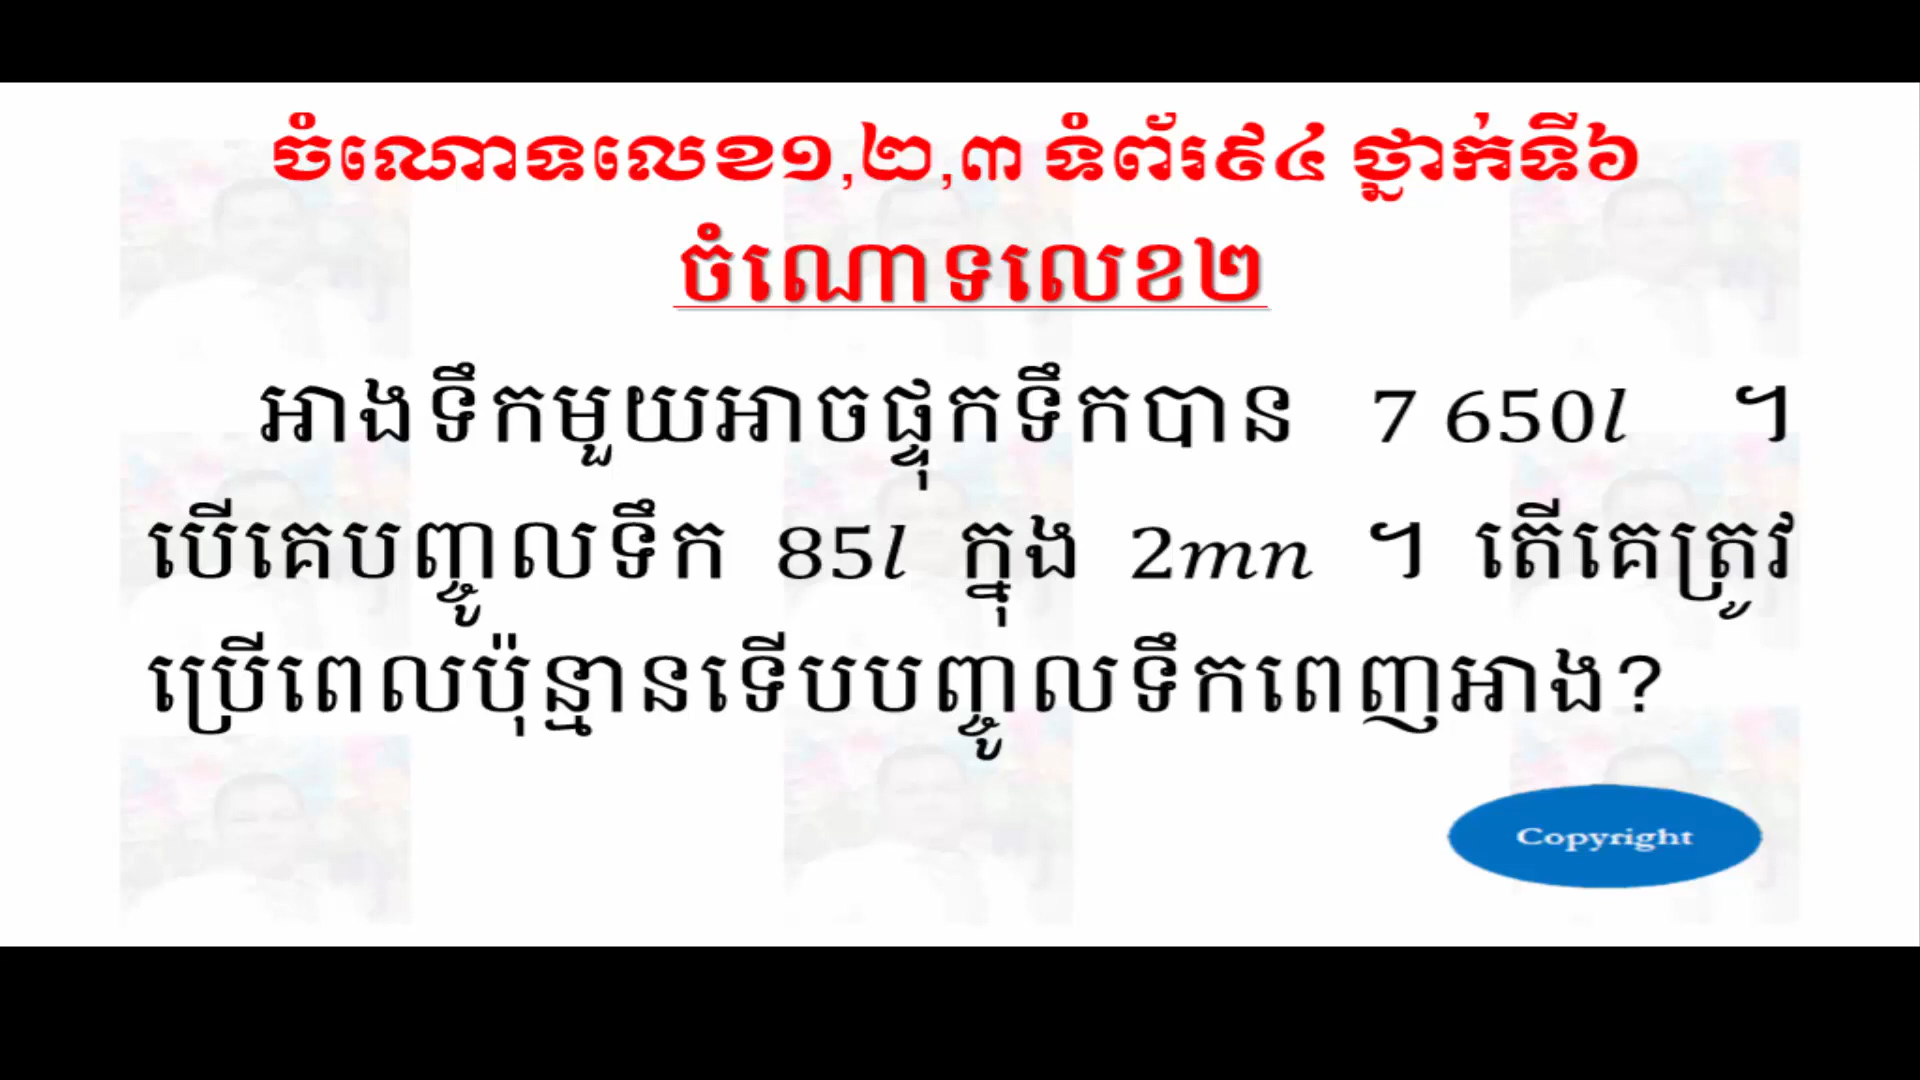 ចំណោទលេខ១,២,៣ ទំព័រ៩៤ ថ្នាក់ទី៦
ចំណោទលេខ២
អាងទឹកមួយអាចផ្ទុកទឹកបាន 7 650l ។
បើគេបញ្ចូលទឹក 85l ក្នុង 2mn ។ តើគេត្រូវ
ប្រើពេលប៉ុន្មានទើបបញ្ចូលទឹកពេញអាង?
Copyright